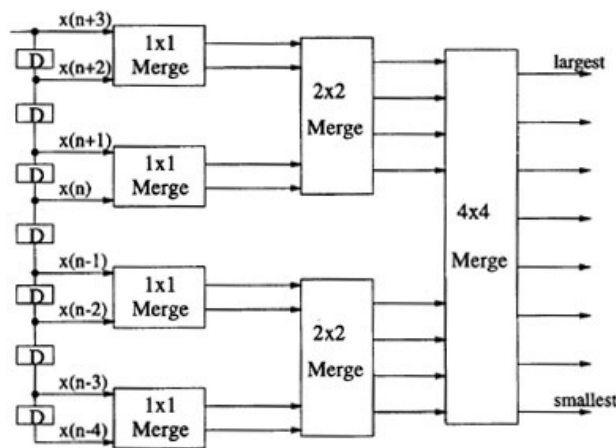 x(n+3)
D
x(n+2)
1x1
Merge
D
x(n+1)
D
x(n)
1x1
Merge
2x2
Merge
D
x(n-1)
D
x(n-2)
1x1
Merge
D
x(n-3)
D
x(n-4)
1x1
Merge
2x2
Merge
4x4
Merge
largest
smallest